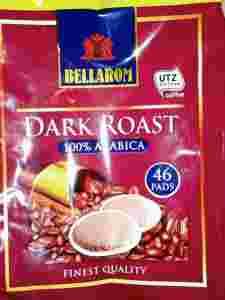 BELLAROM
UTZ
DARK ROAST
100% ARABICA
46
PADS
FINEST QUALITY